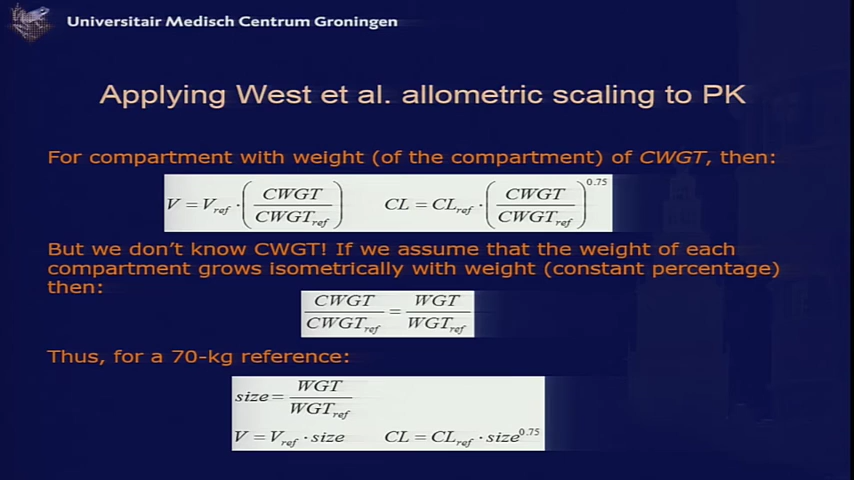 Universitair Medisch Centrum Groningen
Applying West et al. allometric scaling to PK
For compartment with weight (of the compartment) of CWGT, then:
V = V_ref · (CWGT / CWGT_ref)    CL = CL_ref · (CWGT / CWGT_ref)^0.75
But we don't know CWGT! If we assume that the weight of each
compartment grows isometrically with weight (constant percentage)
then:
CWGT / CWGT_ref = WGT / WGT_ref
Thus, for a 70-kg reference:
size = WGT / WGT_ref
V = V_ref · size    CL = CL_ref · size^0.75